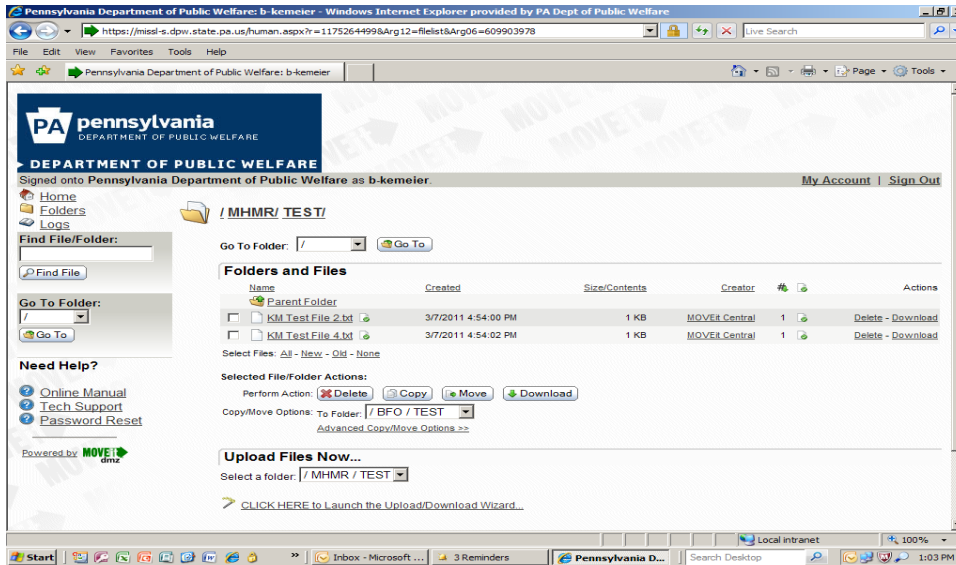 Pennsylvania Department of Public Welfare: b-kemeier - Windows Internet Explorer provided by PA Dept of Public Welfare
https://missl-s.dpw.state.pa.us/human.aspx?r=1175264499&Arg12=filelist&Arg06=609903978
Live Search
File Edit View Favorites Tools Help
Pennsylvania Department of Public Welfare: b-kemeier
Page Tools
PA pennsylvania
DEPARTMENT OF PUBLIC WELFARE
DEPARTMENT OF PUBLIC WELFARE
Signed onto Pennsylvania Department of Public Welfare as b-kemeier. My Account | Sign Out
Home
Folders
Logs
Find File/Folder:
Find File
Go To Folder:
/
Go To
Need Help?
Online Manual
Tech Support
Password Reset
Powered by MOVEit dmz
/ MHMR/ TEST/
Go To Folder: / Go To
Folders and Files
Name Created Size/Contents Creator # Actions
Parent Folder
KM Test File 2.txt 3/7/2011 4:54:00 PM 1 KB MOVEit Central 1 Delete - Download
KM Test File 4.txt 3/7/2011 4:54:02 PM 1 KB MOVEit Central 1 Delete - Download
Select Files: All - New - Old - None
Selected File/Folder Actions:
Perform Action: Delete Copy Move Download
Copy/Move Options: To Folder: / BFO / TEST
Advanced Copy/Move Options >>
Upload Files Now...
Select a folder: / MHMR / TEST
CLICK HERE to Launch the Upload/Download Wizard...
Local intranet 100%
Start » Inbox - Microsoft ... 3 Reminders Pennsylvania D... Search Desktop 1:03 PM